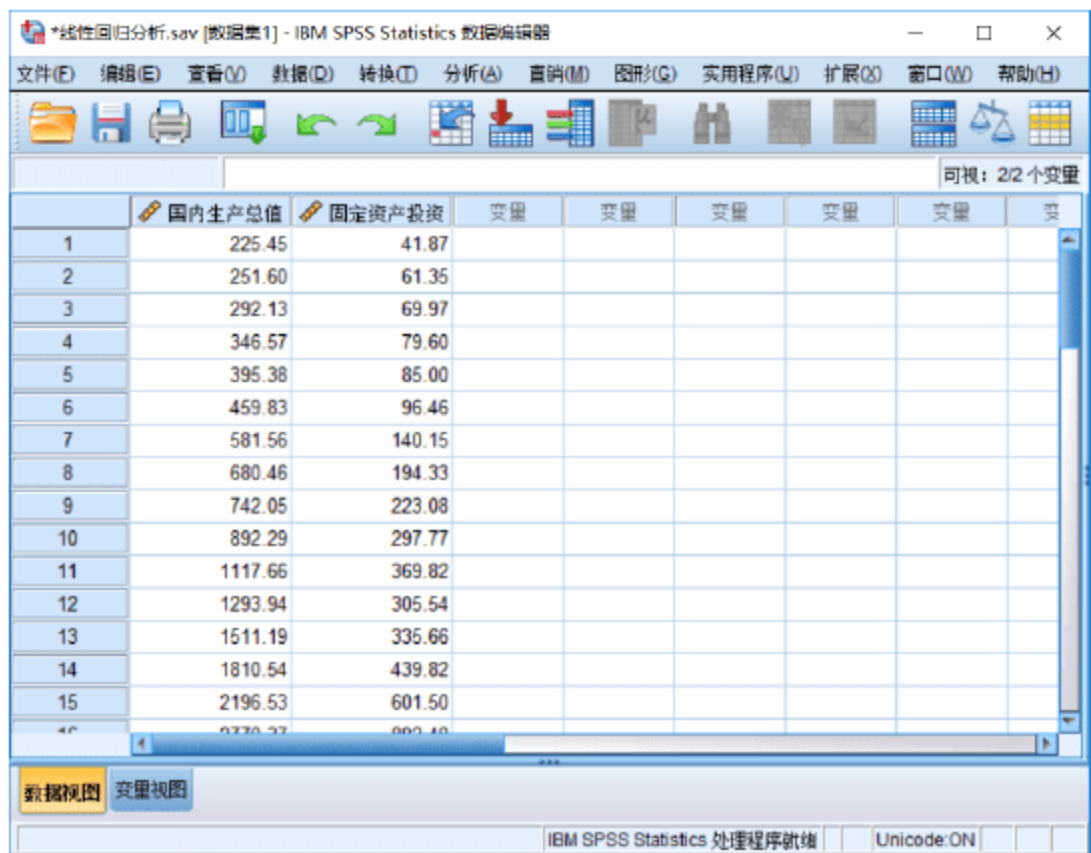 *线性回归分析.sav [数据集1] - IBM SPSS Statistics 数据编辑器
文件(F) 编辑(E) 查看(V) 数据(D) 转换(T) 分析(A) 直销(M) 图形(G) 实用程序(U) 扩展(X) 窗口(W) 帮助(H)
可视: 2/2 个变量
国内生产总值 固定资产投资 变量 变量 变量 变量 变量
1 225.45 41.87
2 251.60 61.35
3 292.13 69.97
4 346.57 79.60
5 395.38 85.00
6 459.83 96.46
7 581.56 140.15
8 680.46 194.33
9 742.05 223.08
10 892.29 297.77
11 1117.66 369.82
12 1293.94 305.54
13 1511.19 335.66
14 1810.54 439.82
15 2196.53 601.50
数据视图 变量视图
IBM SPSS Statistics 处理程序就绪 Unicode:ON